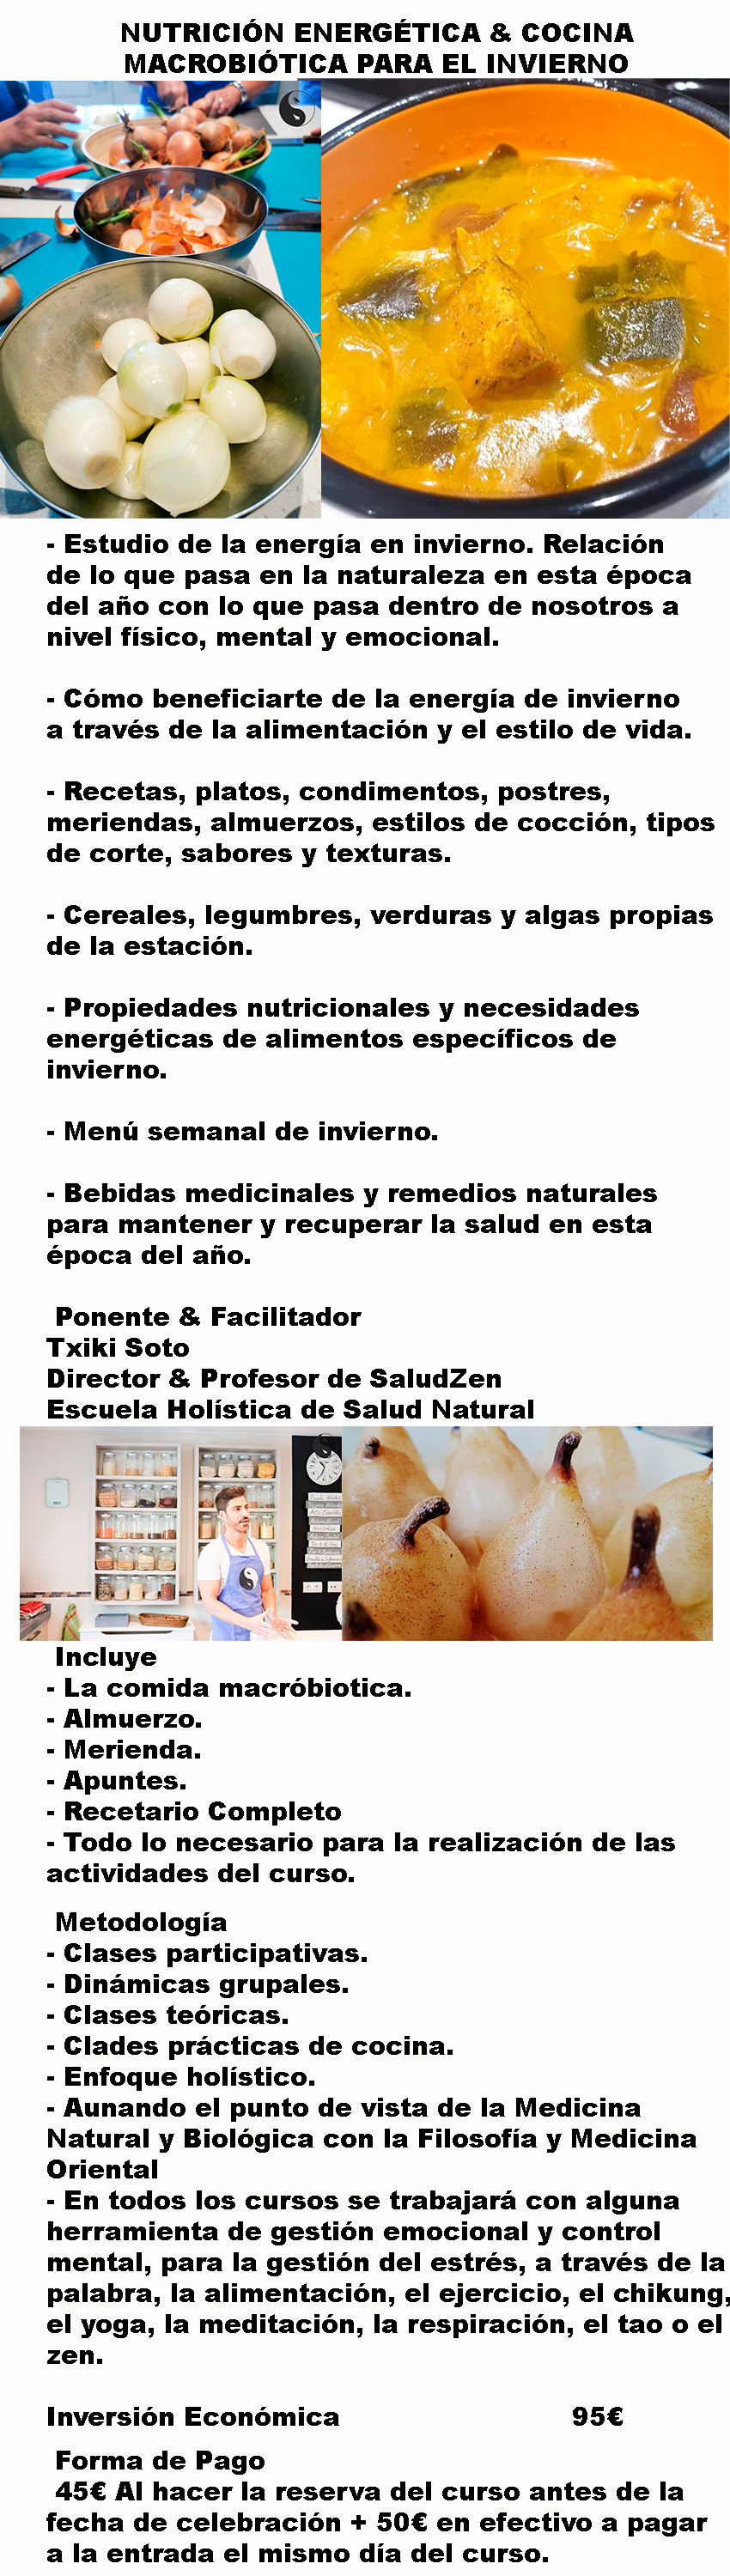 NUTRICIÓN ENERGÉTICA & COCINA
MACROBIÓTICA PARA EL INVIERNO
- Estudio de la energía en invierno. Relación
de lo que pasa en la naturaleza en esta época
del año con lo que pasa dentro de nosotros a
nivel físico, mental y emocional.
- Cómo beneficiarte de la energía de invierno
a través de la alimentación y el estilo de vida.
- Recetas, platos, condimentos, postres,
meriendas, almuerzos, estilos de cocción, tipos
de corte, sabores y texturas.
- Cereales, legumbres, verduras y algas propias
de la estación.
- Propiedades nutricionales y necesidades
energéticas de alimentos específicos de
invierno.
- Menú semanal de invierno.
- Bebidas medicinales y remedios naturales
para mantener y recuperar la salud en esta
época del año.
Ponente & Facilitador
Txiki Soto
Director & Profesor de SaludZen
Escuela Holística de Salud Natural
Incluye
- La comida macróbiotica.
- Almuerzo.
- Merienda.
- Apuntes.
- Recetario Completo
- Todo lo necesario para la realización de las
actividades del curso.
Metodología
- Clases participativas.
- Dinámicas grupales.
- Clases teóricas.
- Clades prácticas de cocina.
- Enfoque holístico.
- Aunando el punto de vista de la Medicina
Natural y Biológica con la Filosofía y Medicina
Oriental
- En todos los cursos se trabajará con alguna
herramienta de gestión emocional y control
mental, para la gestión del estrés, a través de la
palabra, la alimentación, el ejercicio, el chikung,
el yoga, la meditación, la respiración, el tao o el
zen.
Inversión Económica 95€
Forma de Pago
45€ Al hacer la reserva del curso antes de la
fecha de celebración + 50€ en efectivo a pagar
a la entrada el mismo día del curso.